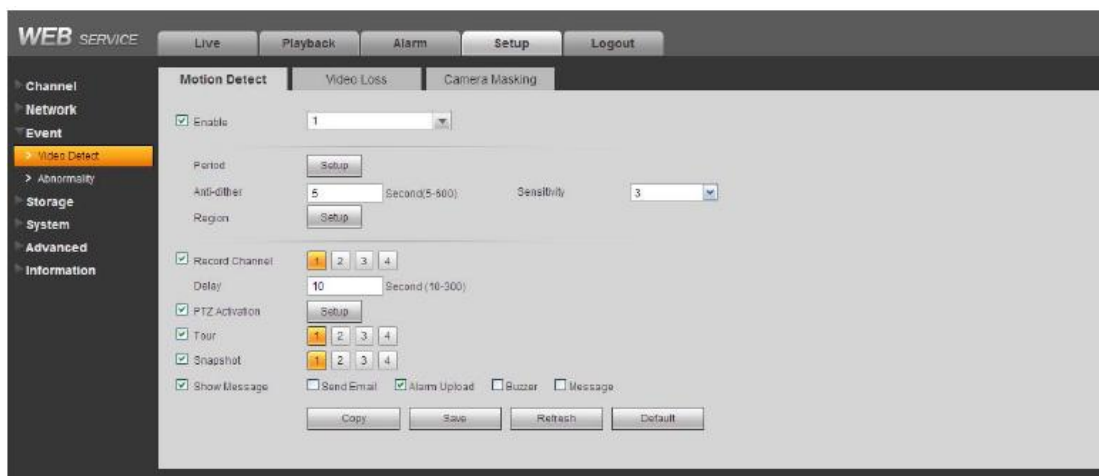 WEB SERVICE
Live Playback Alarm Setup Logout
Motion Detect Video Loss Camera Masking
Channel
Network
Event
> Video Detect
> Abnormality
Storage
System
Advanced
Information
Enable 1
Period Setup
Anti-dither 5 Second(5-600) Sensitivity 3
Region Setup
Record Channel 1 2 3 4
Delay 10 Second (10-300)
PTZ Activation Setup
Tour 1 2 3 4
Snapshot 1 2 3 4
Show Message Send Email Alarm Upload Buzzer Message
Copy Save Refresh Default